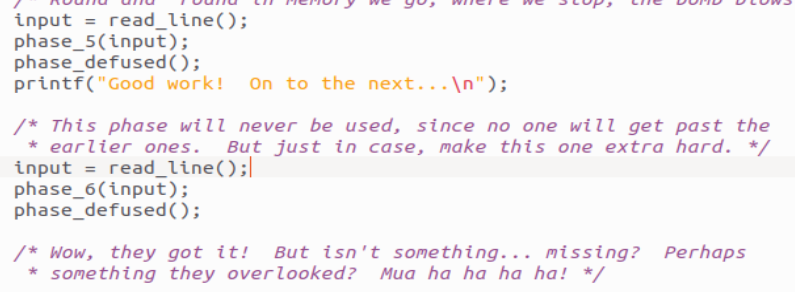 /* Round and 'round in memory we go, where we stop, the bomb blows
input = read_line();
phase_5(input);
phase_defused();
printf("Good work!  On to the next...\n");
/* This phase will never be used, since no one will get past the
 * earlier ones.  But just in case, make this one extra hard. */
input = read_line();
phase_6(input);
phase_defused();
/* Wow, they got it!  But isn't something... missing?  Perhaps
 * something they overlooked?  Mua ha ha ha ha! */